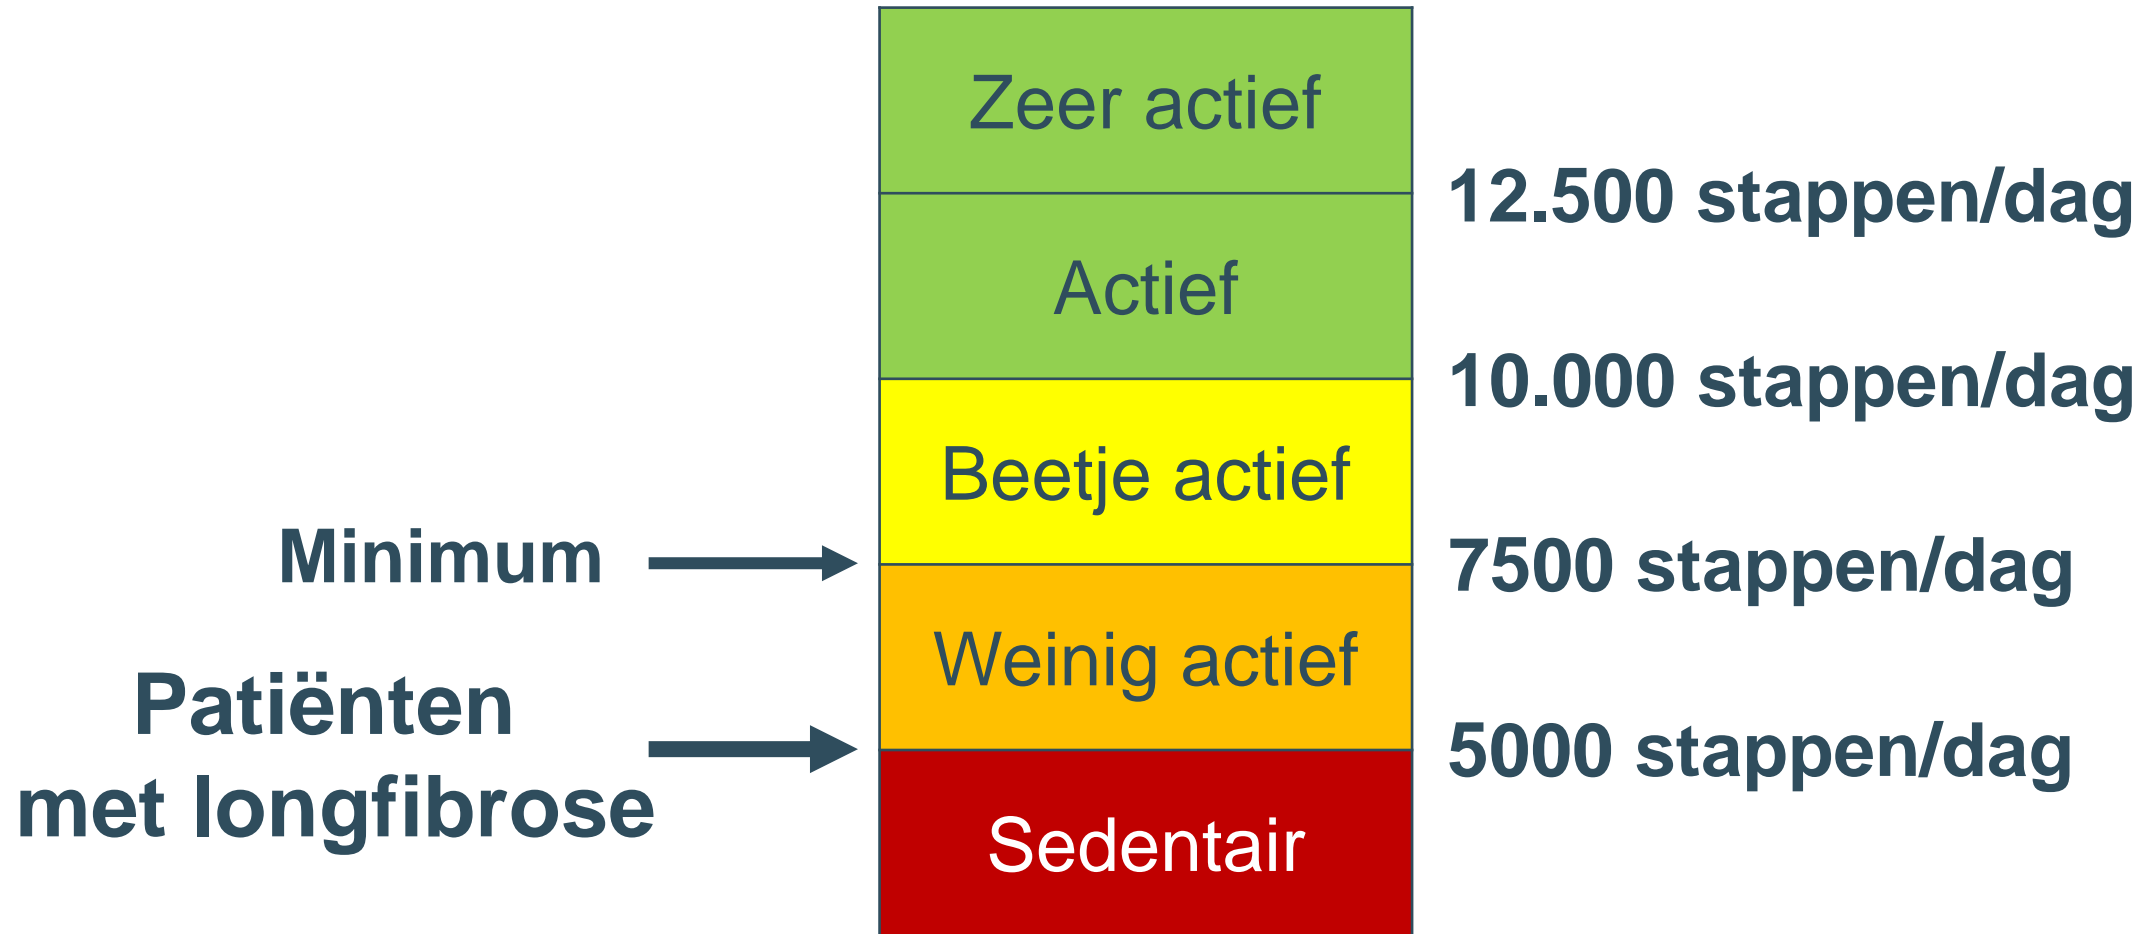 Zeer actief
12.500 stappen/dag
Actief
10.000 stappen/dag
Beetje actief
Minimum
7500 stappen/dag
Weinig actief
Patiënten
met longfibrose
5000 stappen/dag
Sedentair